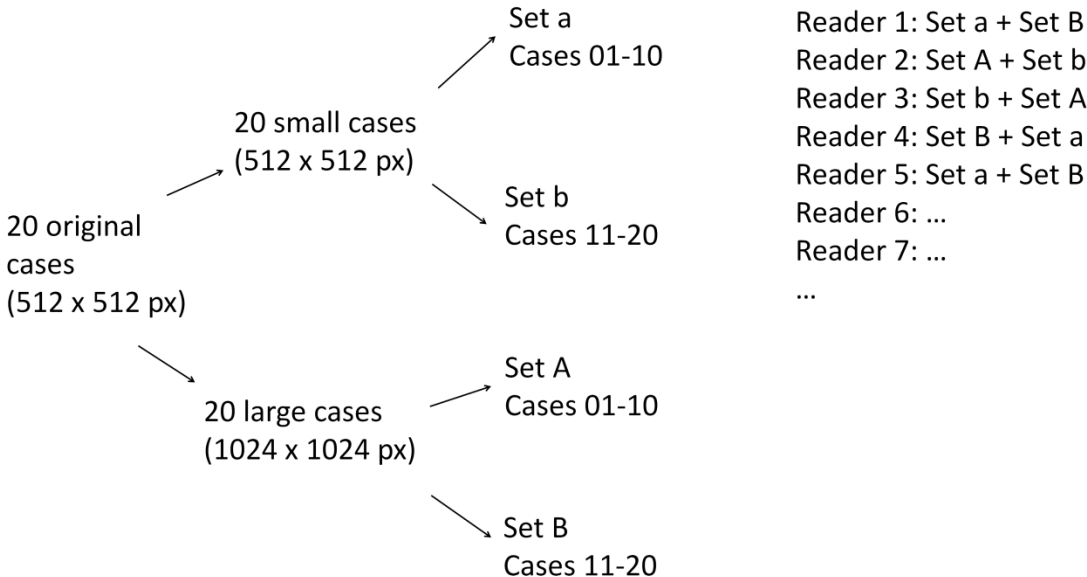 20 original
cases
(512 x 512 px)
20 small cases
(512 x 512 px)
Set a
Cases 01-10
Set b
Cases 11-20
20 large cases
(1024 x 1024 px)
Set A
Cases 01-10
Set B
Cases 11-20
Reader 1: Set a + Set B
Reader 2: Set A + Set b
Reader 3: Set b + Set A
Reader 4: Set B + Set a
Reader 5: Set a + Set B
Reader 6: ...
Reader 7: ...
...